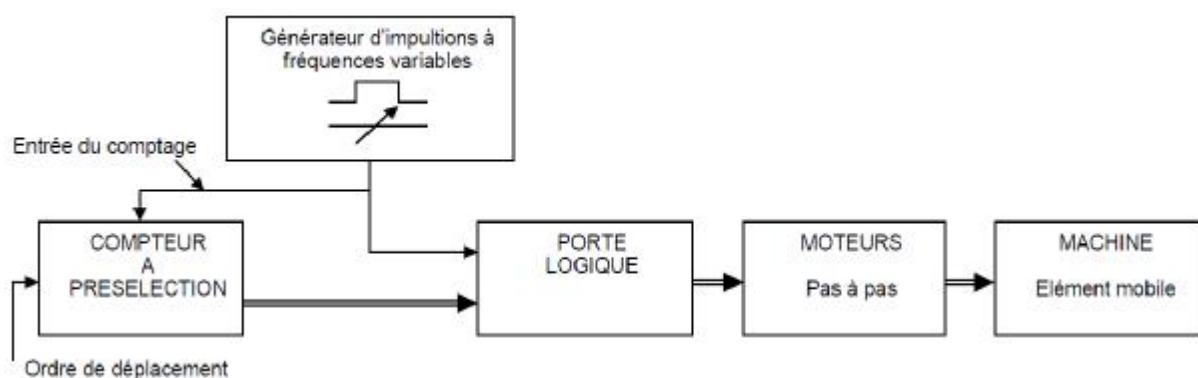 Générateur d'impultions à
fréquences variables
Entrée du comptage
COMPTEUR
A
PRESELECTION
PORTE
LOGIQUE
MOTEURS
Pas à pas
MACHINE
Elément mobile
Ordre de déplacement